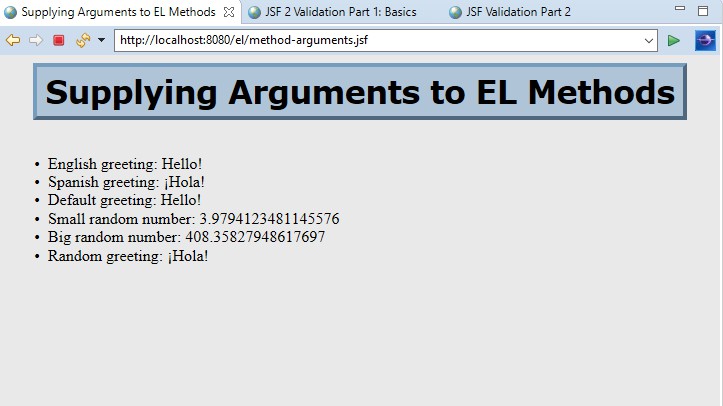 Supplying Arguments to EL Methods JSF 2 Validation Part 1: Basics JSF Validation Part 2
http://localhost:8080/el/method-arguments.jsf
Supplying Arguments to EL Methods
• English greeting: Hello!
• Spanish greeting: ¡Hola!
• Default greeting: Hello!
• Small random number: 3.9794123481145576
• Big random number: 408.35827948617697
• Random greeting: ¡Hola!